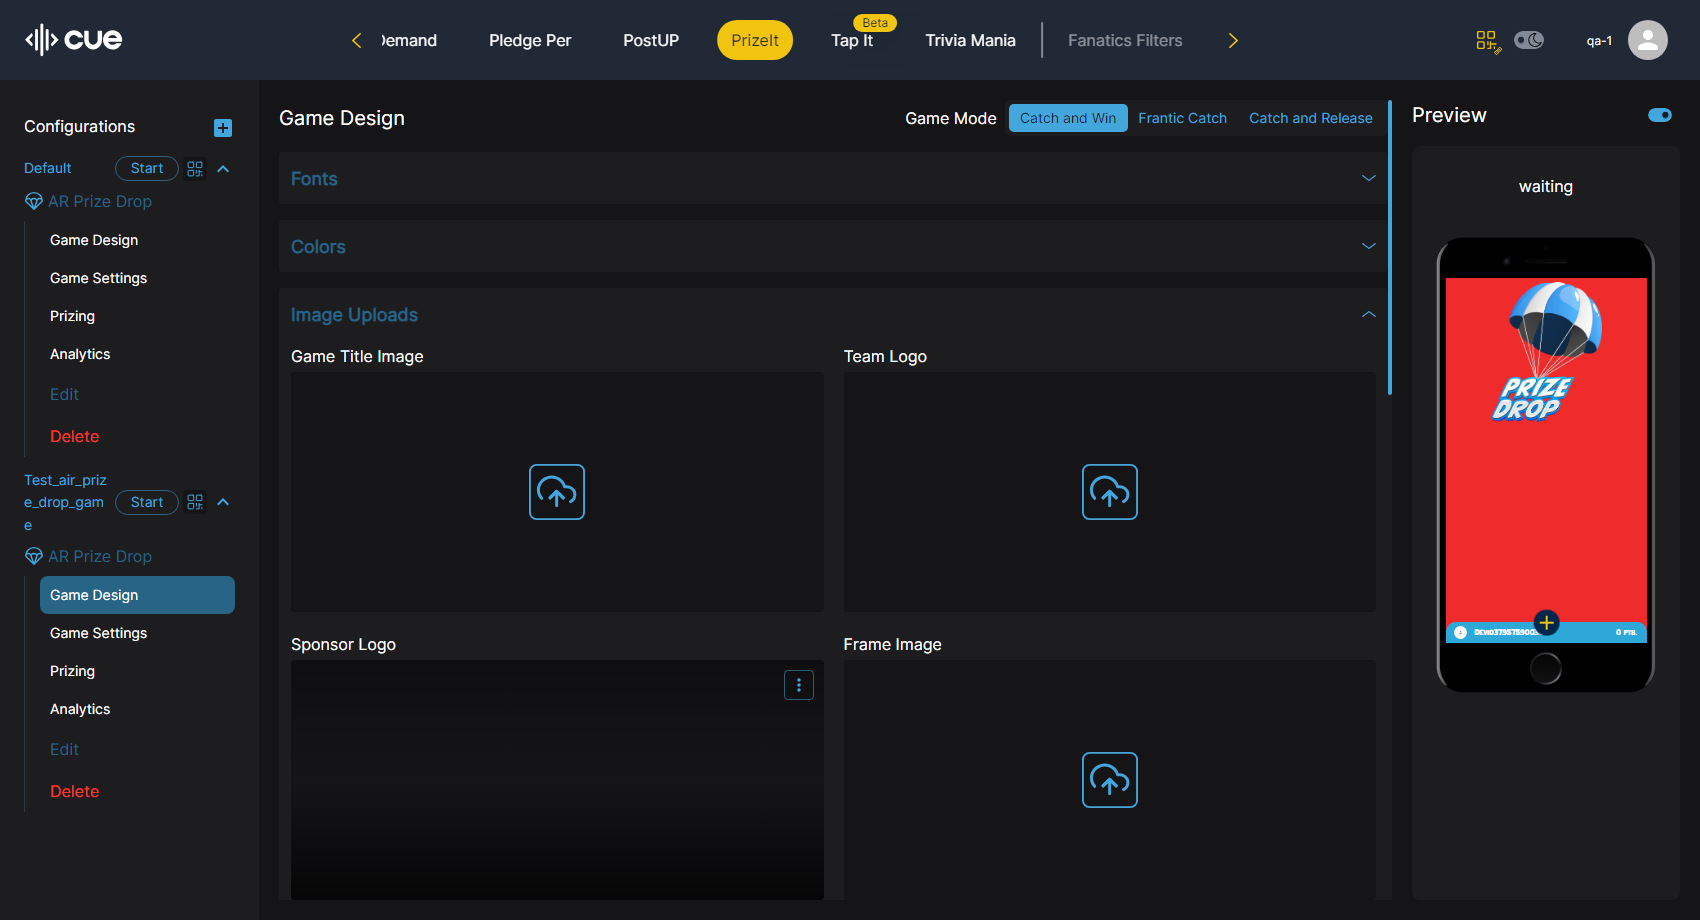 cue
Demand
Pledge Per
PostUP
PrizeIt
Beta
Tap It
Trivia Mania
Fanatics Filters
qa-1
Configurations
Default
Start
AR Prize Drop
Game Design
Game Settings
Prizing
Analytics
Edit
Delete
Test_air_priz
e_drop_gam
e
Start
AR Prize Drop
Game Design
Game Settings
Prizing
Analytics
Edit
Delete
Game Design
Game Mode
Catch and Win
Frantic Catch
Catch and Release
Fonts
Colors
Image Uploads
Game Title Image
Team Logo
Sponsor Logo
Frame Image
Preview
waiting
PRIZE
DROP
0 PTS.